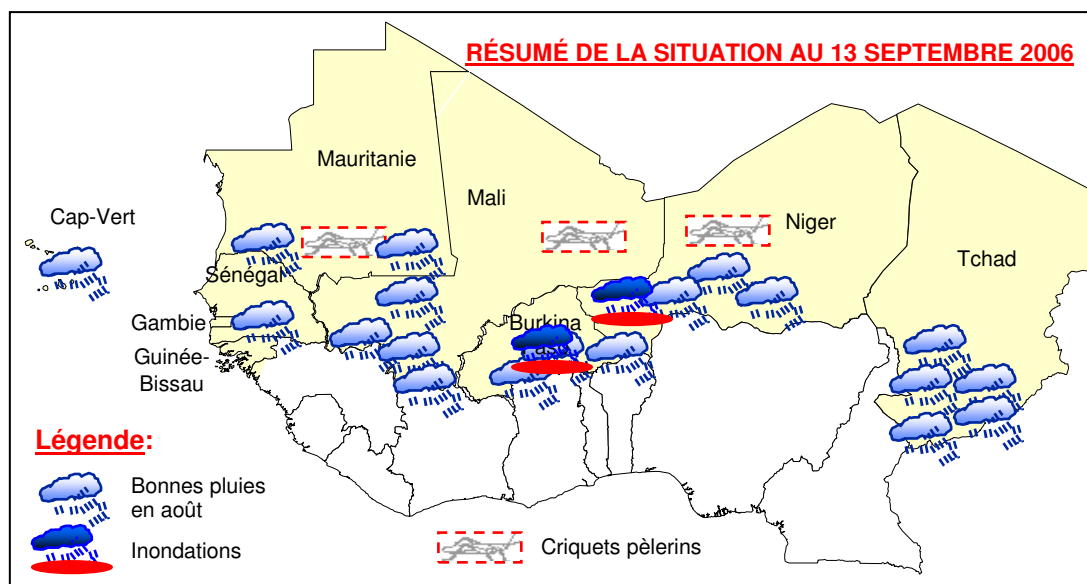 RÉSUMÉ DE LA SITUATION AU 13 SEPTEMBRE 2006
Mauritanie
Mali
Cap-Vert
Niger
Tchad
Sénégal
Gambie
Burkina
Guinée-
Bissau
Légende:
Bonnes pluies
en août
Inondations
Criquets pèlerins